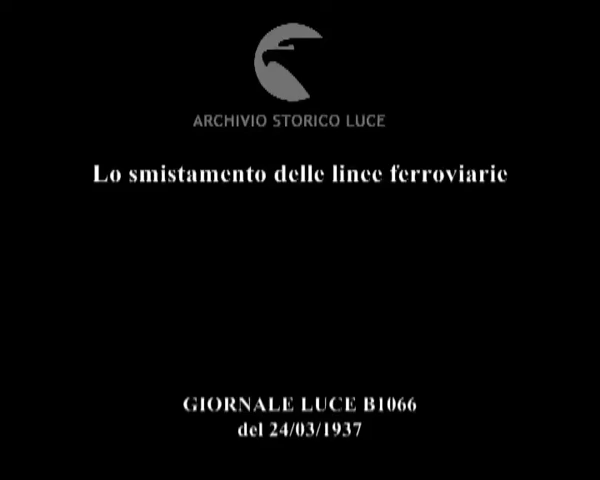 ARCHIVIO STORICO LUCE
Lo smistamento delle linee ferroviarie
GIORNALE LUCE B1066
del 24/03/1937